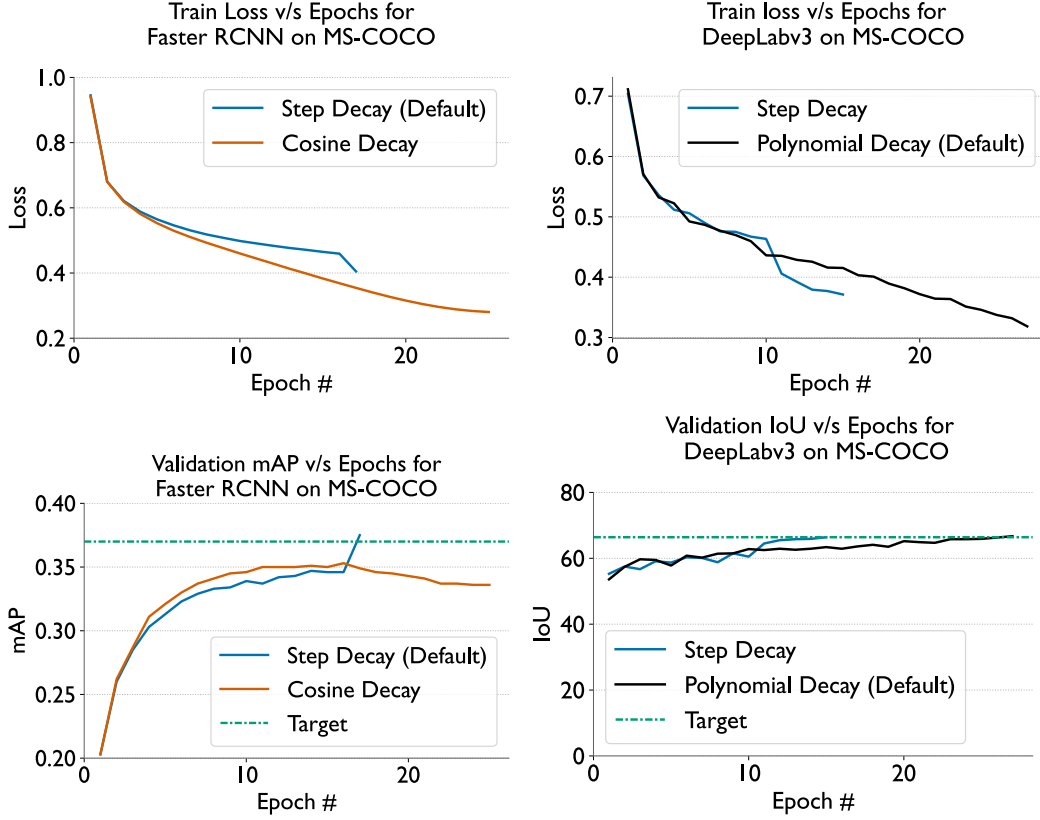 Train Loss v/s Epochs for
Faster RCNN on MS-COCO
1.0
0.8
0.6
0.4
0.2
0
10
20
Loss
Epoch #
Step Decay (Default)
Cosine Decay
Train loss v/s Epochs for
DeepLabv3 on MS-COCO
0.7
0.6
0.5
0.4
0.3
0
10
20
Loss
Epoch #
Step Decay
Polynomial Decay (Default)
Validation mAP v/s Epochs for
Faster RCNN on MS-COCO
0.40
0.35
0.30
0.25
0.20
0
10
20
mAP
Epoch #
Step Decay (Default)
Cosine Decay
Target
Validation IoU v/s Epochs for
DeepLabv3 on MS-COCO
80
60
40
20
0
0
10
20
IoU
Epoch #
Step Decay
Polynomial Decay (Default)
Target